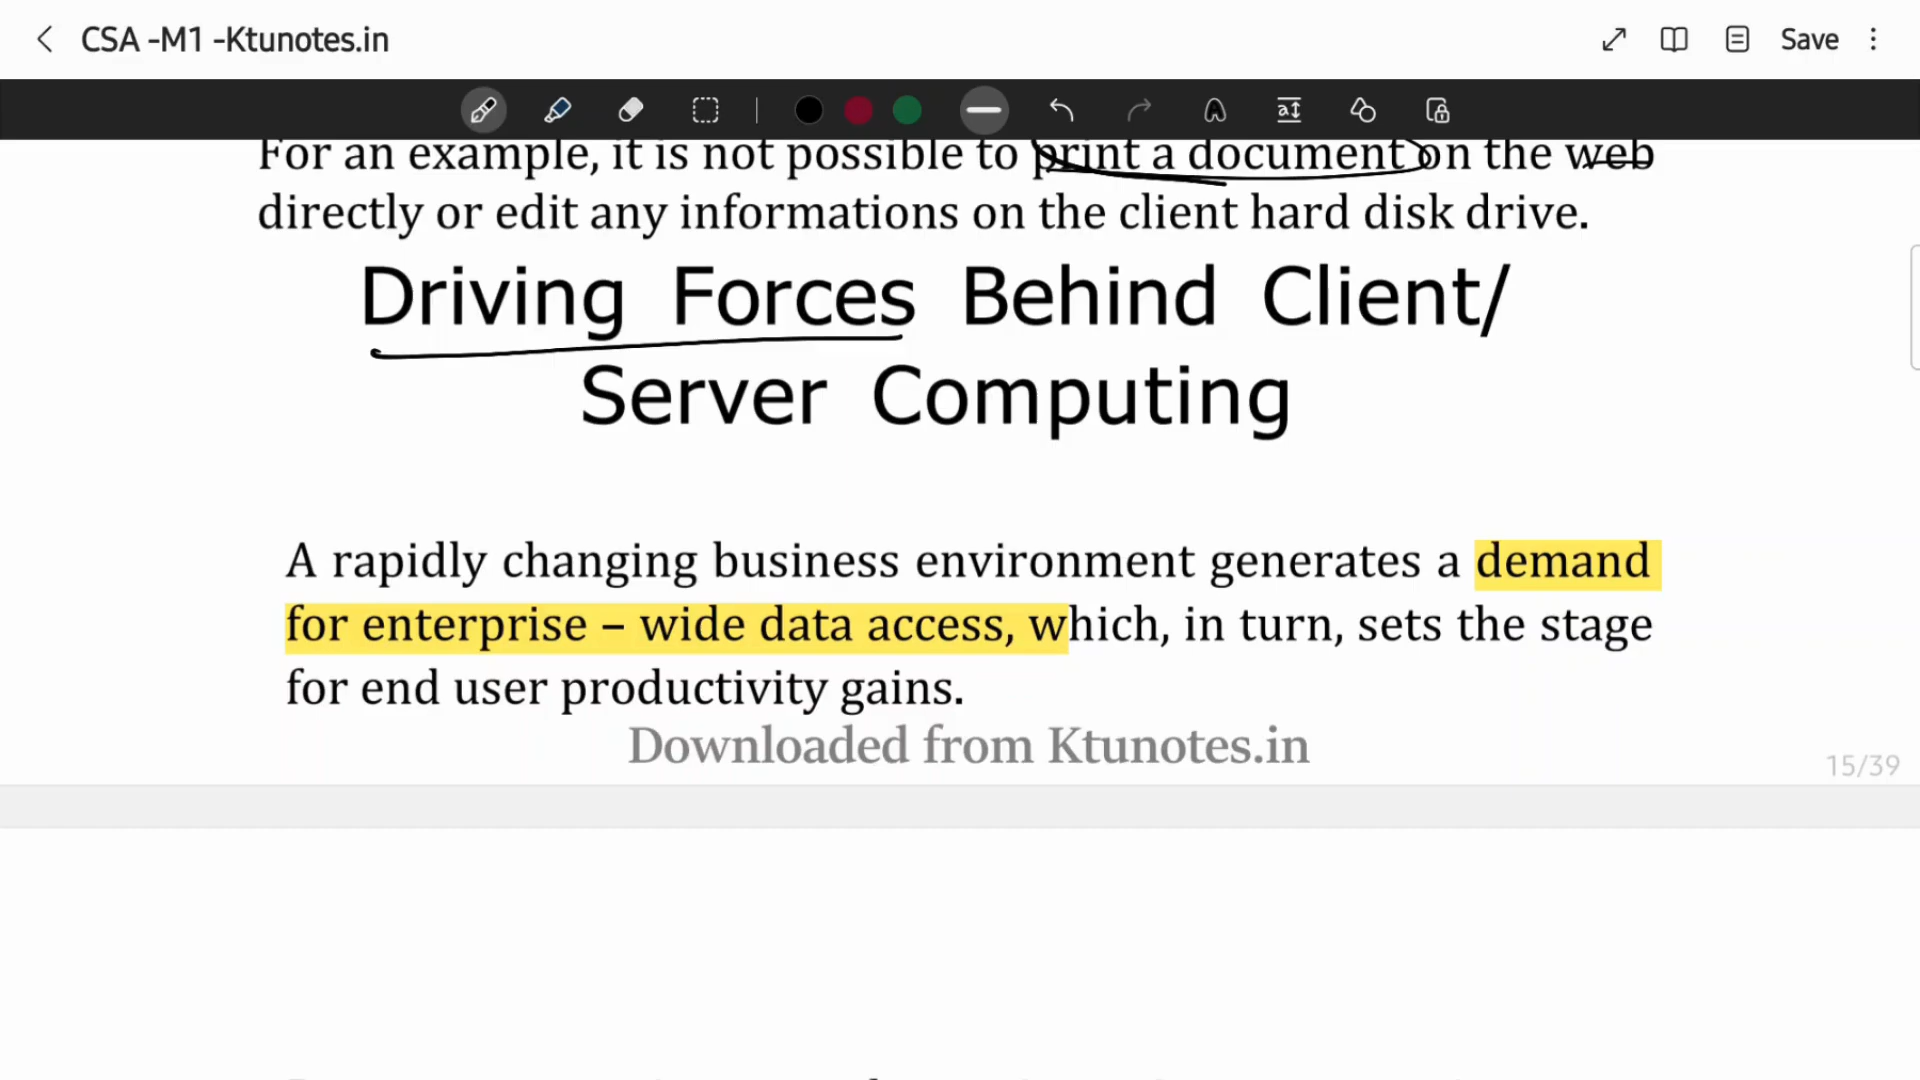 CSA -M1 -Ktunotes.in
Save
For an example, it is not possible to print a document on the web
directly or edit any informations on the client hard disk drive.
Driving Forces Behind Client/
Server Computing
A rapidly changing business environment generates a demand
for enterprise – wide data access, which, in turn, sets the stage
for end user productivity gains.
Downloaded from Ktunotes.in
15/39